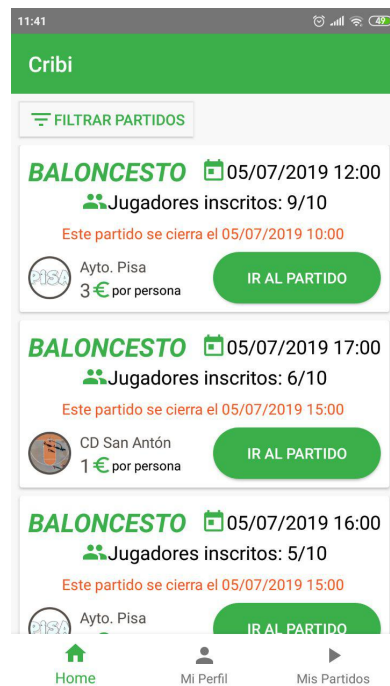 11:41
49
Cribi
FILTRAR PARTIDOS
BALONCESTO 05/07/2019 12:00
Jugadores inscritos: 9/10
Este partido se cierra el 05/07/2019 10:00
PISA
Ayto. Pisa
3 € por persona
IR AL PARTIDO
BALONCESTO 05/07/2019 17:00
Jugadores inscritos: 6/10
Este partido se cierra el 05/07/2019 15:00
CD San Antón
1 € por persona
IR AL PARTIDO
BALONCESTO 05/07/2019 16:00
Jugadores inscritos: 5/10
Este partido se cierra el 05/07/2019 15:00
PISA
Ayto. Pisa
IR AL PARTIDO
Home
Mi Perfil
Mis Partidos